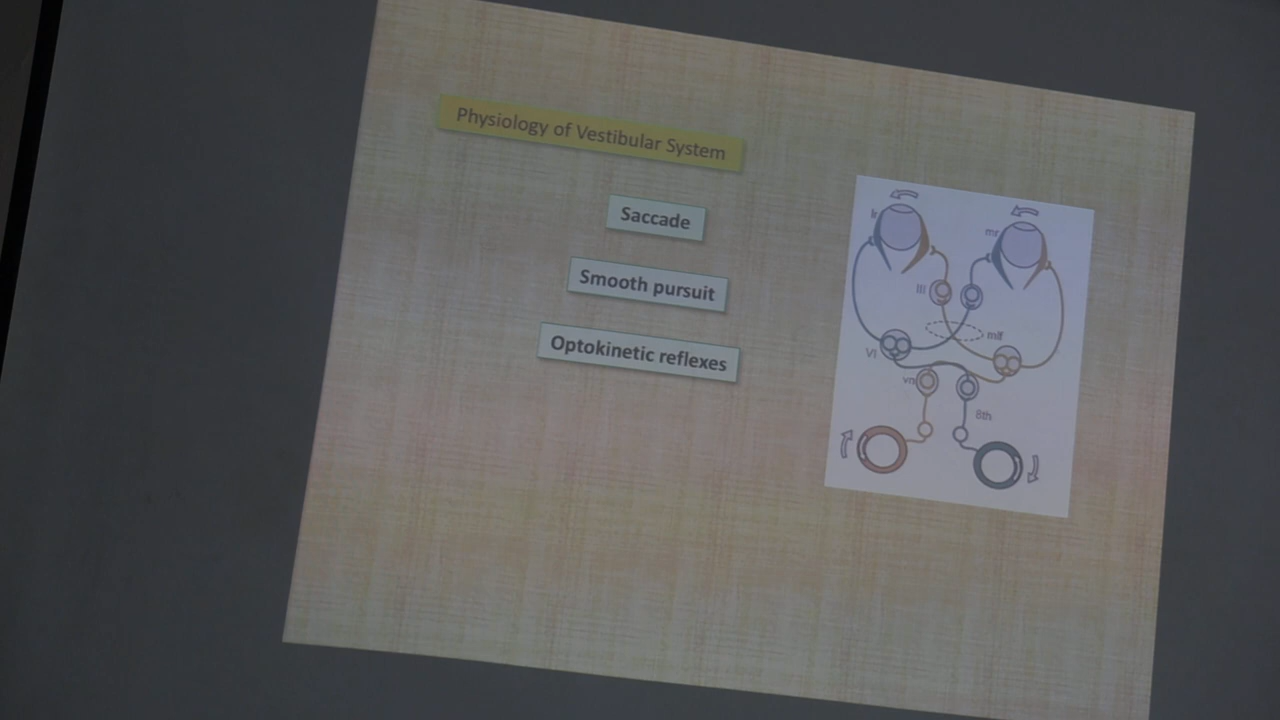 Physiology of Vestibular System
Saccade
Smooth pursuit
Optokinetic reflexes
lr
mr
III
mlf
VI
vn
8th